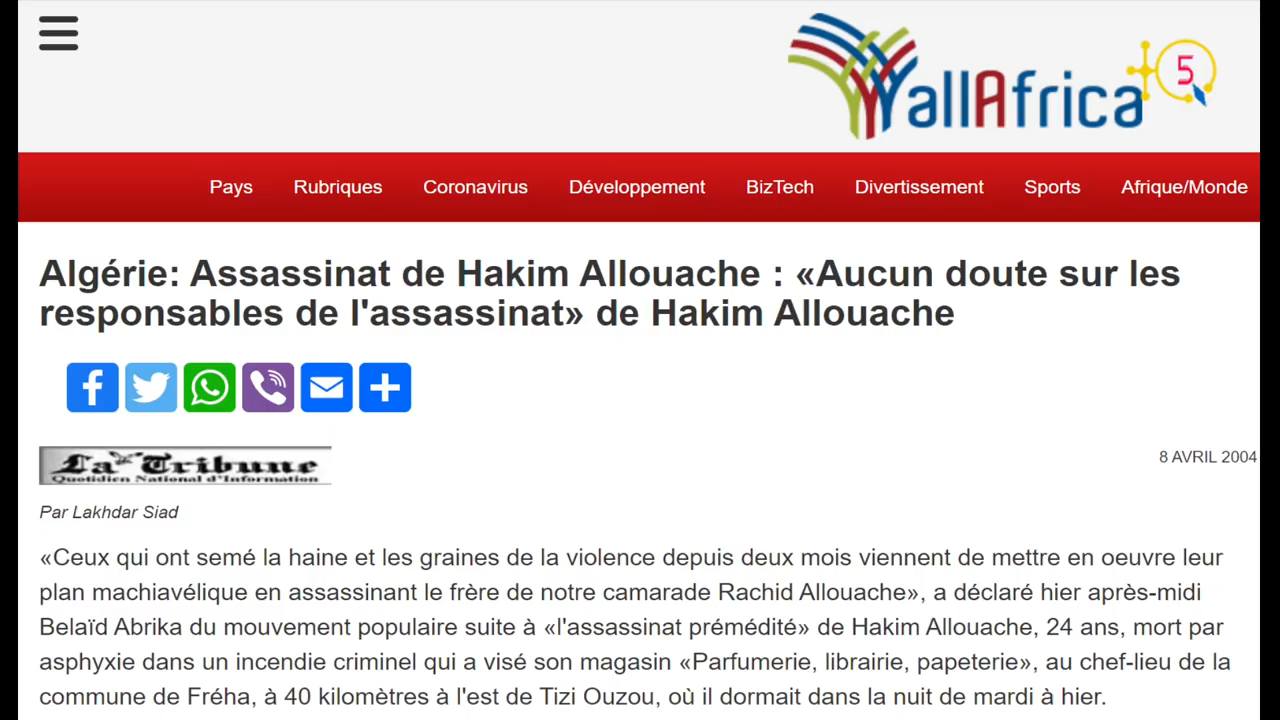 allAfrica
5
Pays Rubriques Coronavirus Développement BizTech Divertissement Sports Afrique/Monde
Algérie: Assassinat de Hakim Allouache : «Aucun doute sur les
responsables de l'assassinat» de Hakim Allouache
La Tribune
Quotidien National d'Information
8 AVRIL 2004
Par Lakhdar Siad
«Ceux qui ont semé la haine et les graines de la violence depuis deux mois viennent de mettre en oeuvre leur
plan machiavélique en assassinant le frère de notre camarade Rachid Allouache», a déclaré hier après-midi
Belaïd Abrika du mouvement populaire suite à «l'assassinat prémédité» de Hakim Allouache, 24 ans, mort par
asphyxie dans un incendie criminel qui a visé son magasin «Parfumerie, librairie, papeterie», au chef-lieu de la
commune de Fréha, à 40 kilomètres à l'est de Tizi Ouzou, où il dormait dans la nuit de mardi à hier.